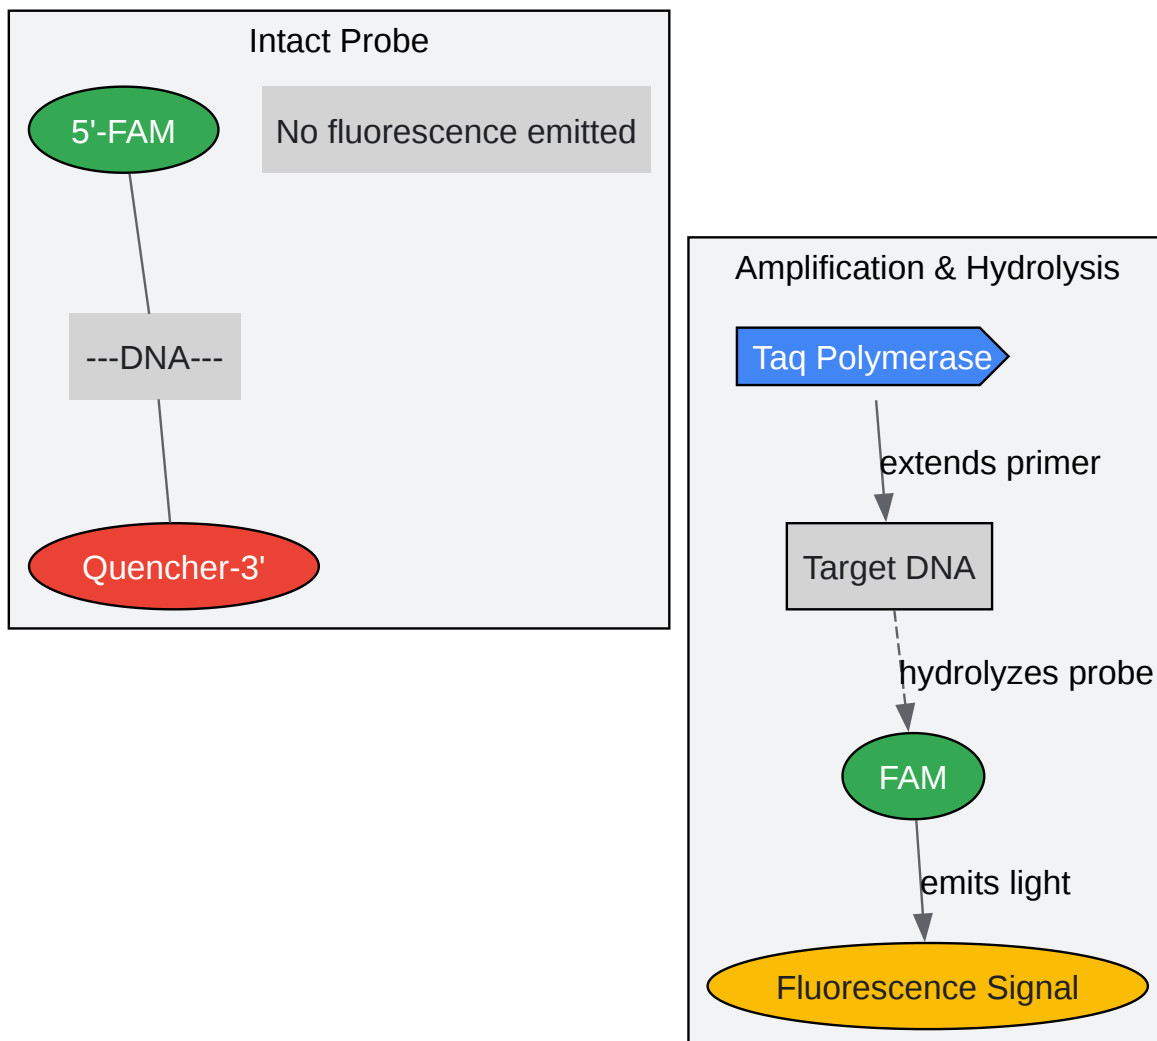 Intact Probe
5'-FAM
No fluorescence emitted
---DNA---
Quencher-3'
Amplification & Hydrolysis
Taq Polymerase
extends primer
Target DNA
hydrolyzes probe
FAM
emits light
Fluorescence Signal